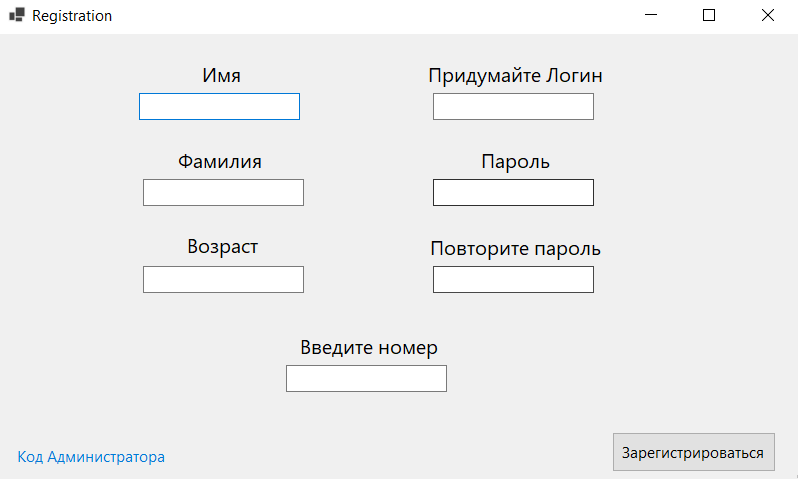 Registration
Имя
Придумайте Логин
Фамилия
Пароль
Возраст
Повторите пароль
Введите номер
Код Администратора
Зарегистрироваться